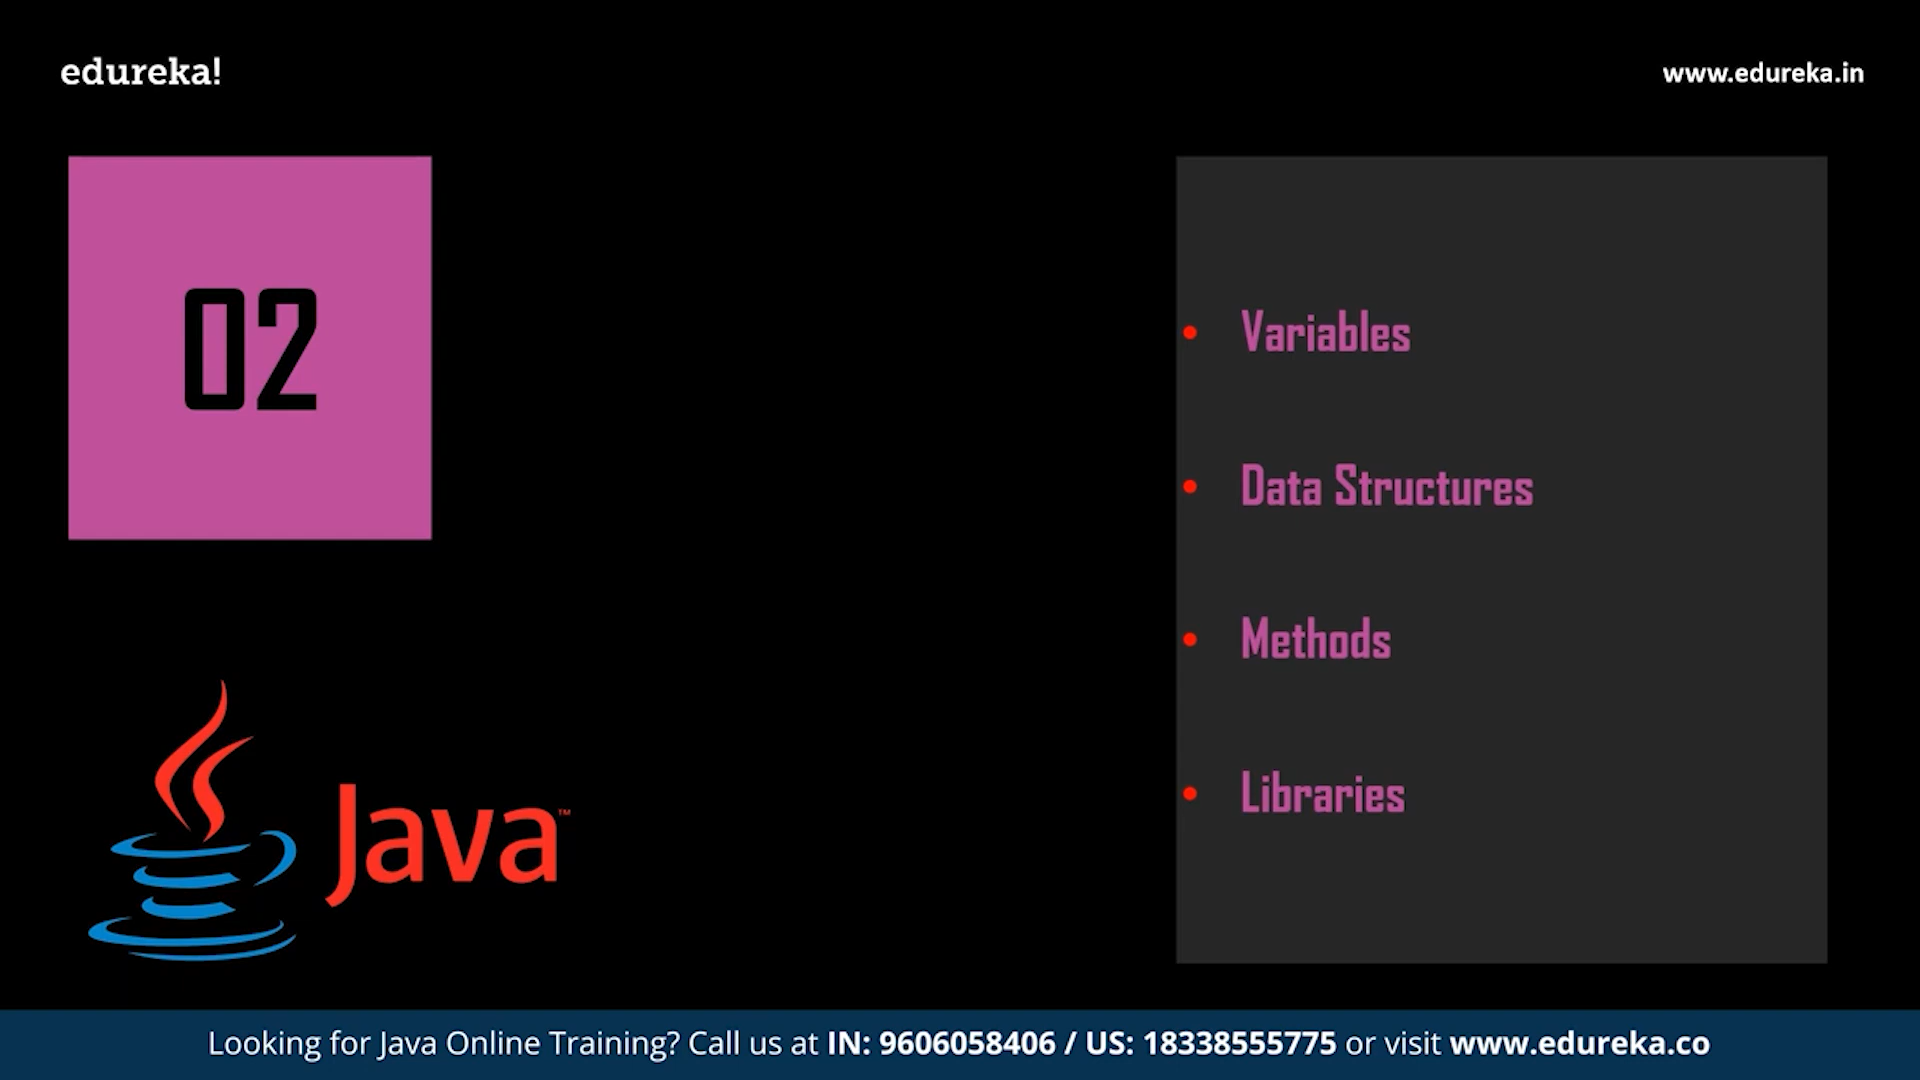 edureka!
www.edureka.in
02
Variables
Data Structures
Methods
Libraries
Java™
Looking for Java Online Training? Call us at IN: 9606058406 / US: 18338555775 or visit www.edureka.co